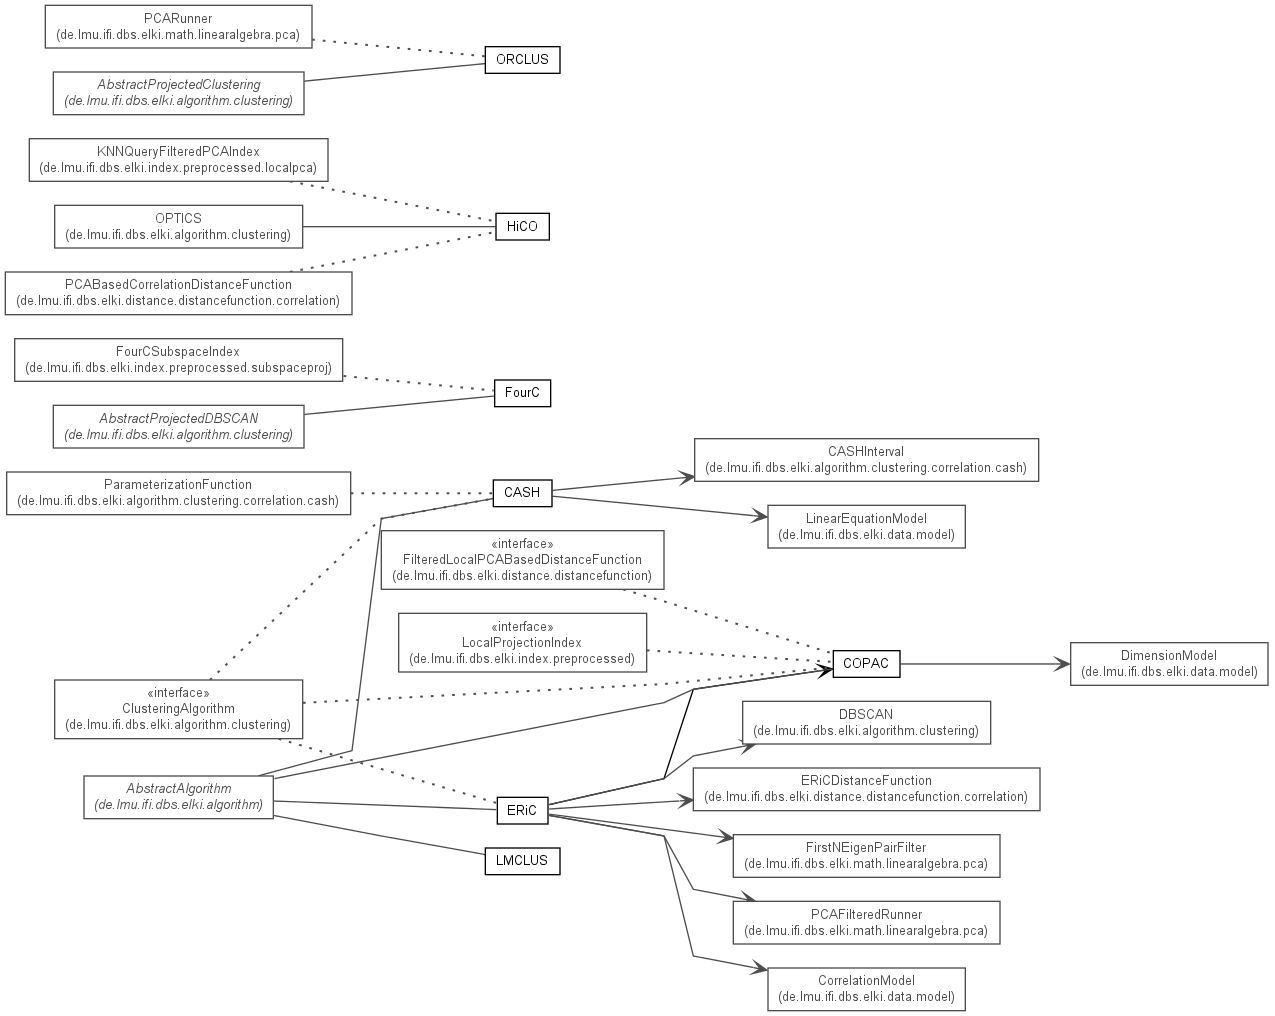 PCARunner
(de.lmu.ifi.dbs.elki.math.linearalgebra.pca)
ORCLUS
AbstractProjectedClustering
(de.lmu.ifi.dbs.elki.algorithm.clustering)
KNNQueryFilteredPCAIndex
(de.lmu.ifi.dbs.elki.index.preprocessed.localpca)
OPTICS
(de.lmu.ifi.dbs.elki.algorithm.clustering)
HiCO
PCABasedCorrelationDistanceFunction
(de.lmu.ifi.dbs.elki.distance.distancefunction.correlation)
FourCSubspaceIndex
(de.lmu.ifi.dbs.elki.index.preprocessed.subspaceproj)
FourC
AbstractProjectedDBSCAN
(de.lmu.ifi.dbs.elki.algorithm.clustering)
ParameterizationFunction
(de.lmu.ifi.dbs.elki.algorithm.clustering.correlation.cash)
CASH
CASHInterval
(de.lmu.ifi.dbs.elki.algorithm.clustering.correlation.cash)
LinearEquationModel
(de.lmu.ifi.dbs.elki.data.model)
«interface»
FilteredLocalPCABasedDistanceFunction
(de.lmu.ifi.dbs.elki.distance.distancefunction)
«interface»
LocalProjectionIndex
(de.lmu.ifi.dbs.elki.index.preprocessed)
COPAC
DimensionModel
(de.lmu.ifi.dbs.elki.data.model)
«interface»
ClusteringAlgorithm
(de.lmu.ifi.dbs.elki.algorithm.clustering)
DBSCAN
(de.lmu.ifi.dbs.elki.algorithm.clustering)
AbstractAlgorithm
(de.lmu.ifi.dbs.elki.algorithm)
ERiC
ERiCDistanceFunction
(de.lmu.ifi.dbs.elki.distance.distancefunction.correlation)
LMCLUS
FirstNEigenPairFilter
(de.lmu.ifi.dbs.elki.math.linearalgebra.pca)
PCAFilteredRunner
(de.lmu.ifi.dbs.elki.math.linearalgebra.pca)
CorrelationModel
(de.lmu.ifi.dbs.elki.data.model)